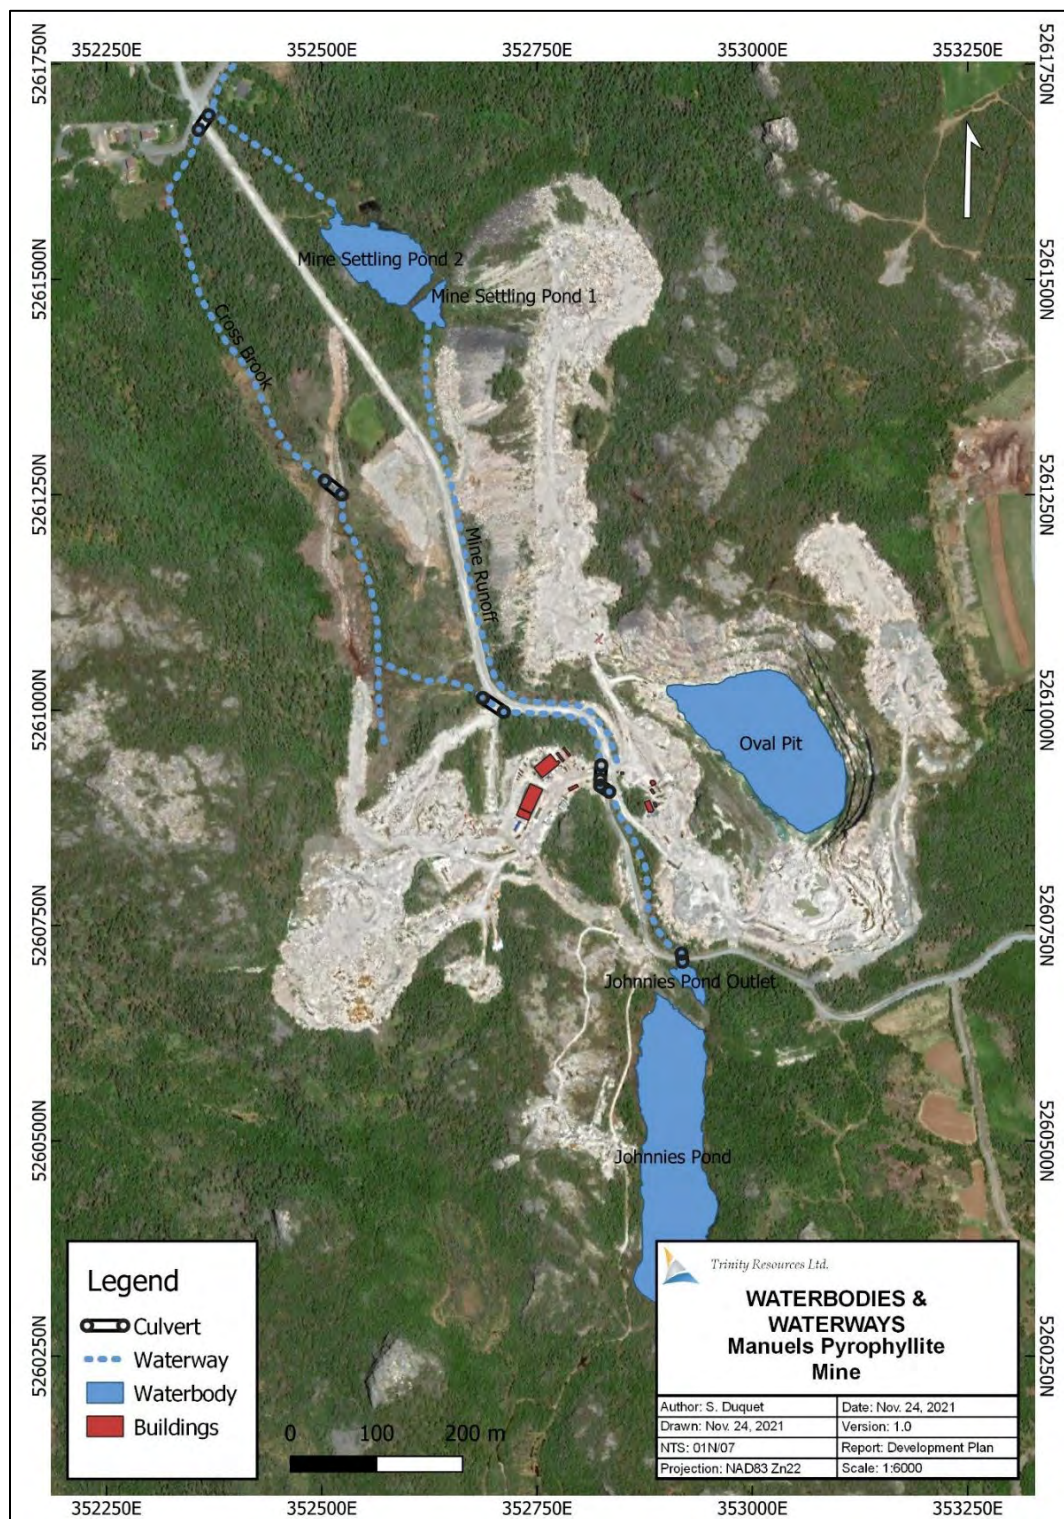 352250E 352500E 352750E 353000E 353250E
5261750N
5261750N
Mine Settling Pond 2
Mine Settling Pond 1
5261500N
5261500N
Cross Brook
5261250N
5261250N
Mine Runoff
5261000N
5261000N
Oval Pit
5260750N
5260750N
Johnnies Pond Outlet
5260500N
5260500N
Johnnies Pond
5260250N
5260250N
Legend
Culvert
Waterway
Waterbody
Buildings
0 100 200 m
Trinity Resources Ltd.
WATERBODIES &
WATERWAYS
Manuels Pyrophyllite
Mine
Author: S. Duquet Date: Nov. 24, 2021
Drawn: Nov. 24, 2021 Version: 1.0
NTS: 01N/07 Report: Development Plan
Projection: NAD83 Zn22 Scale: 1:6000
352250E 352500E 352750E 353000E 353250E